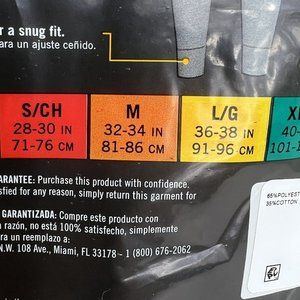 r a snug fit.
ara un ajuste ceñido.
S/CH M L/G X
28-30 IN 32-34 IN 36-38 IN 40-
71-76 CM 81-86 CM 91-96 CM 101-1
ARANTEE: Purchase this product with confidence.
sfied for any reason, simply return this garment for
GARANTIZADA: Compre este producto con
a razón, no está 100% satisfecho, simplemente
ara un reemplazo a:
N.W. 108 Ave., Miami, FL 33178 ~ 1 (800) 676-2062
65%POLYEST
35%COTTON